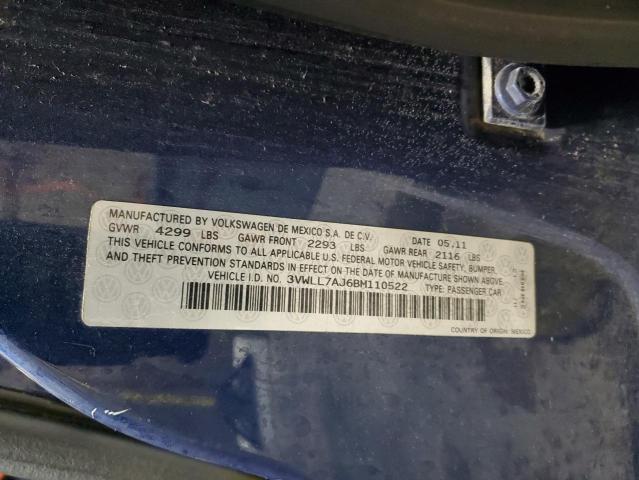 MANUFACTURED BY VOLKSWAGEN DE MEXICO S.A. DE C.V. DATE 05.11
GVWR 4299 LBS GAWR FRONT 2293 LBS GAWR REAR 2116 LBS
THIS VEHICLE CONFORMS TO ALL APPLICABLE U.S. FEDERAL MOTOR VEHICLE SAFETY, BUMPER,
AND THEFT PREVENTION STANDARDS IN EFFECT ON THE DATE OF MANUFACTURE SHOWN ABOVE.
VEHICLE I.D. NO. 3VWLL7AJ6BM110522 TYPE: PASSENGER CAR
COUNTRY OF ORIGIN: MEXICO